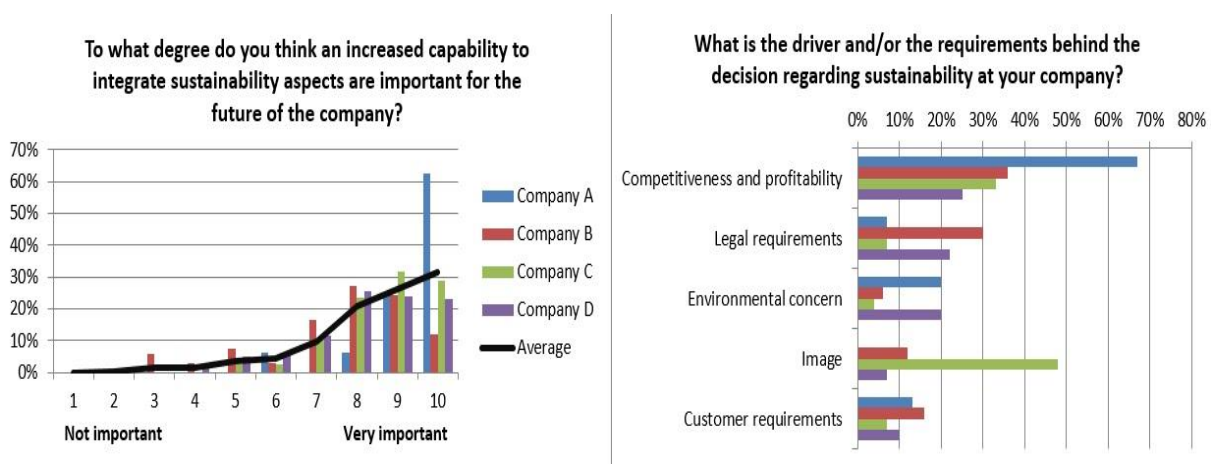 To what degree do you think an increased capability to
integrate sustainability aspects are important for the
future of the company?
70%
60%
50%
40%
30%
20%
10%
0%
1 2 3 4 5 6 7 8 9 10
Not important Very important
Company A
Company B
Company C
Company D
Average
What is the driver and/or the requirements behind the
decision regarding sustainability at your company?
0% 10% 20% 30% 40% 50% 60% 70% 80%
Competitiveness and profitability
Legal requirements
Environmental concern
Image
Customer requirements